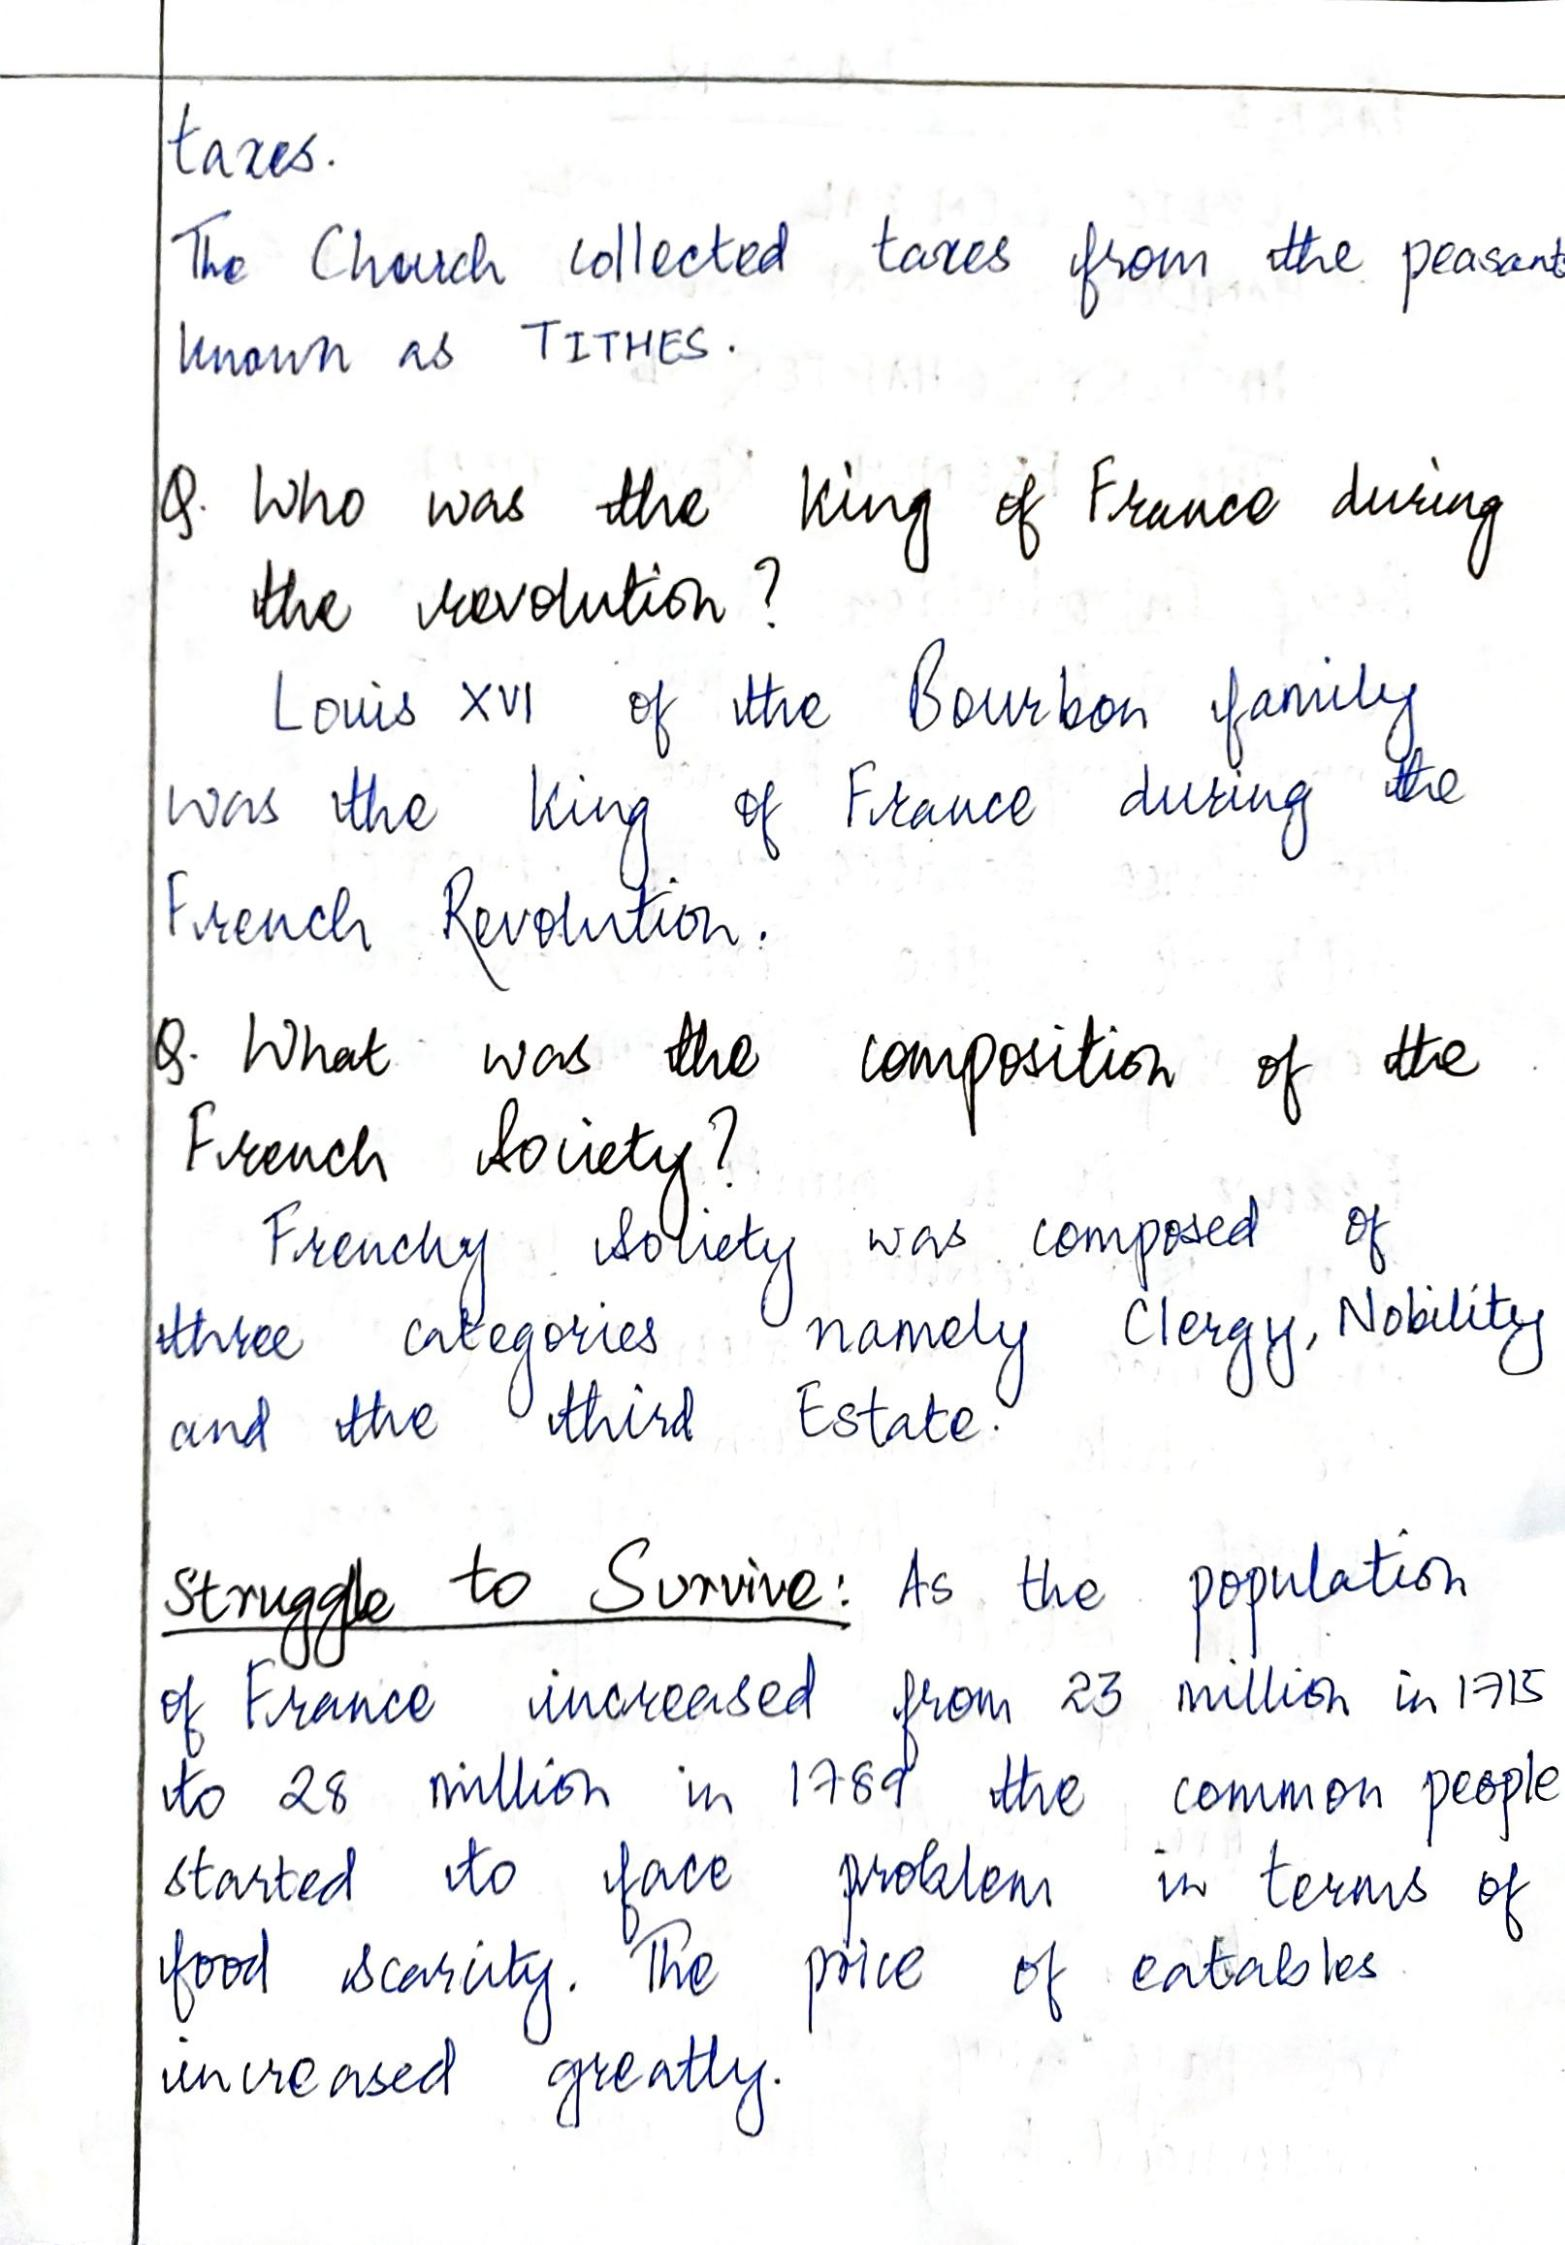 taxes.
The Church collected taxes from the peasants
known as TITHES.
Q. Who was the King of France during
the revolution?
Louis XVI of the Bourbon family
was the King of France during the
French Revolution.
Q. What was the composition of the
French Society?
Frenchy Society was composed of
three categories namely Clergy, Nobility
and the third Estate.
Struggle to Survive: As the population
of France increased from 23 million in 1715
to 28 million in 1789 the common people
started to face problem in terms of
food scarcity. The price of eatables
increased greatly.